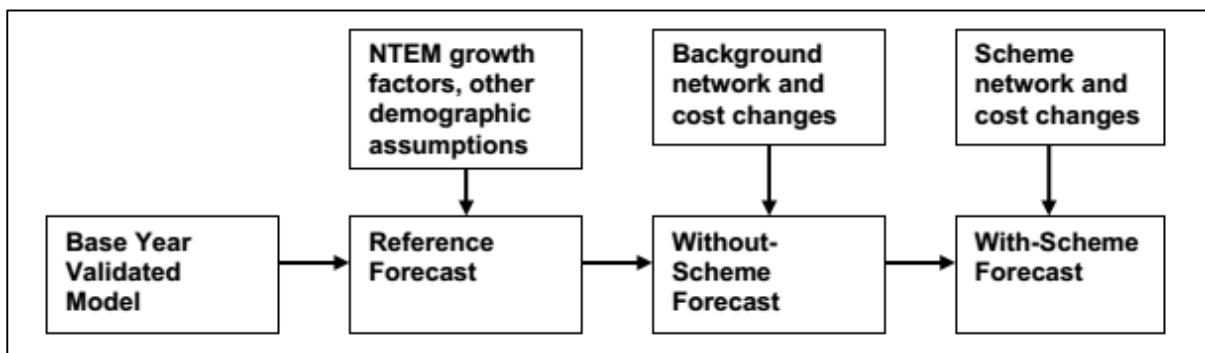 NTEM growth
factors, other
demographic
assumptions
Background
network and
cost changes
Scheme
network and
cost changes
Base Year
Validated
Model
Reference
Forecast
Without-
Scheme
Forecast
With-Scheme
Forecast